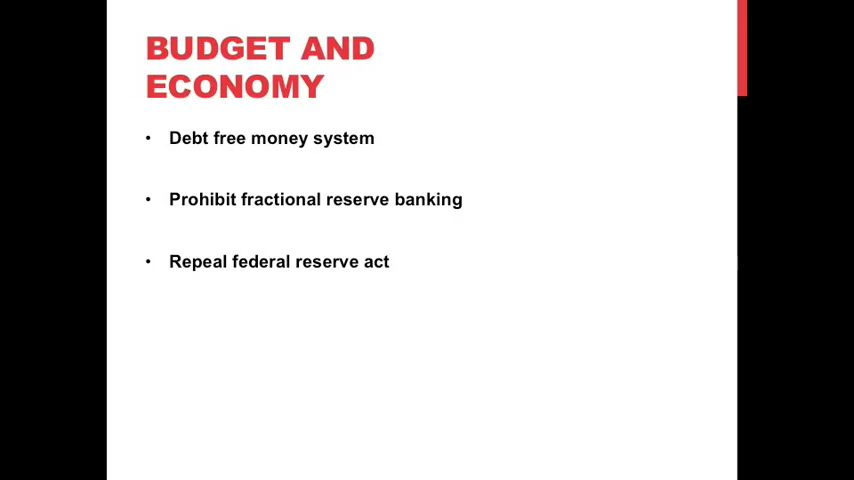 BUDGET AND
ECONOMY
• Debt free money system
• Prohibit fractional reserve banking
• Repeal federal reserve act